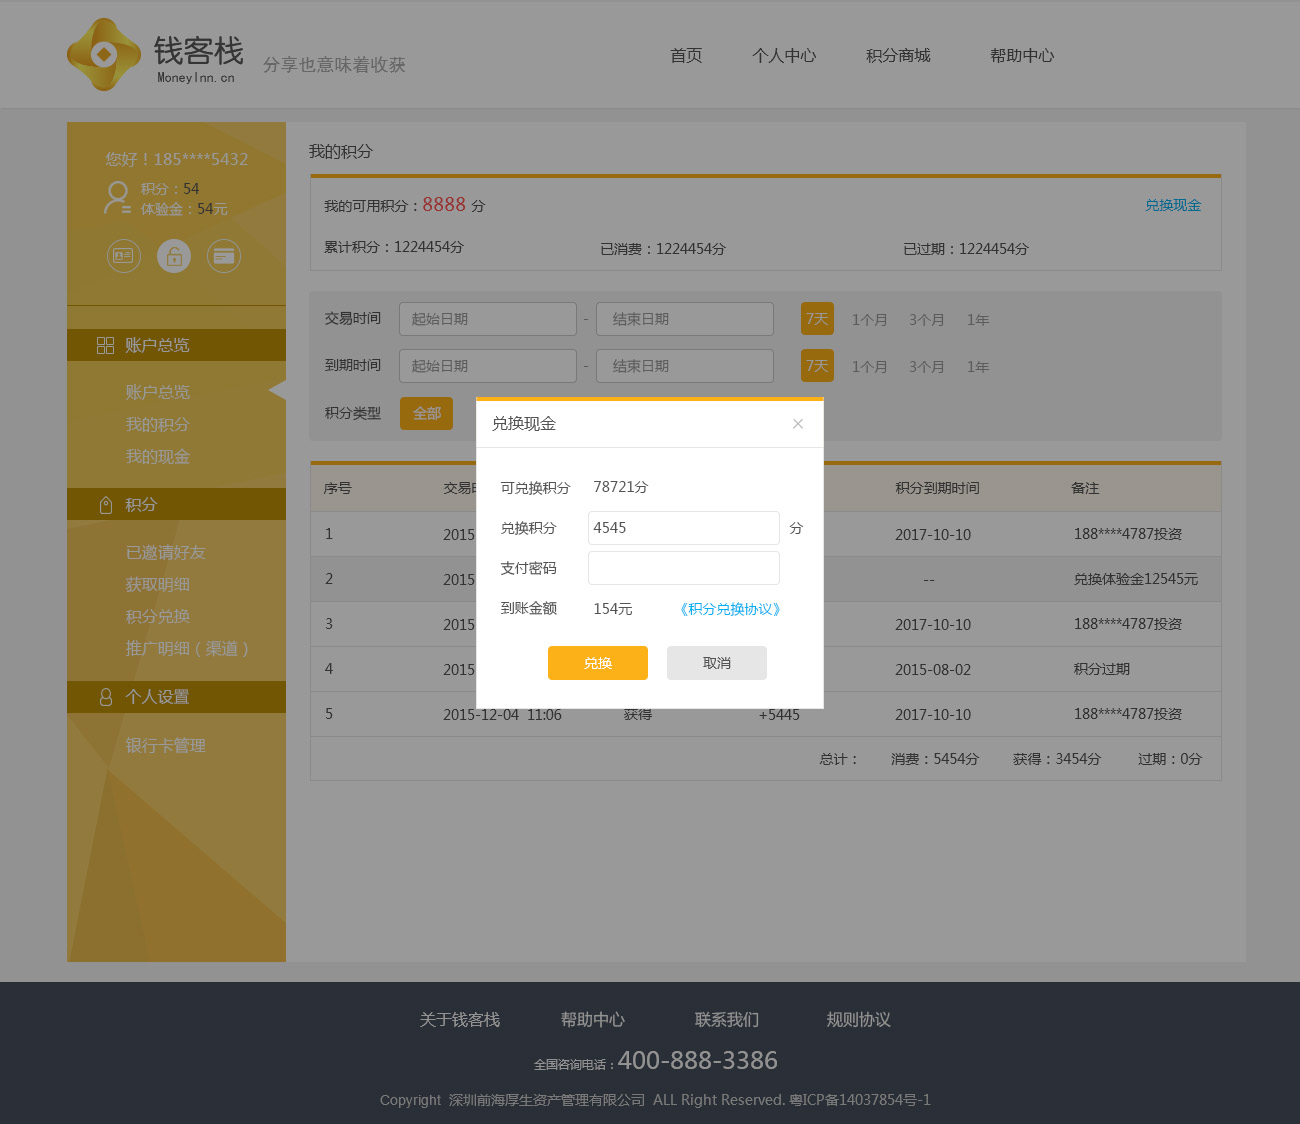 钱客栈
MoneyInn.cn
分享也意味着收获
首页 个人中心 积分商城 帮助中心
您好！185****5432
积分：54
体验金：54元
账户总览
账户总览
我的积分
我的现金
积分
已邀请好友
获取明细
积分兑换
推广明细（渠道）
个人设置
银行卡管理
我的积分
我的可用积分：8888 分 兑换现金
累计积分：1224454分 已消费：1224454分 已过期：1224454分
交易时间 起始日期 - 结束日期 7天 1个月 3个月 1年
到期时间 起始日期 - 结束日期 7天 1个月 3个月 1年
积分类型 全部
序号 交易 积分到期时间 备注
1 2015 2017-10-10 188****4787投资
2 2015 -- 兑换体验金12545元
3 2015 2017-10-10 188****4787投资
4 2015 2015-08-02 积分过期
5 2015-12-04 11:06 获得 +5445 2017-10-10 188****4787投资
总计： 消费：5454分 获得：3454分 过期：0分
兑换现金 ×
可兑换积分 78721分
兑换积分 4545 分
支付密码
到账金额 154元 《积分兑换协议》
兑换 取消
关于钱客栈 帮助中心 联系我们 规则协议
全国咨询电话：400-888-3386
Copyright 深圳前海厚生资产管理有限公司 ALL Right Reserved. 粤ICP备14037854号-1